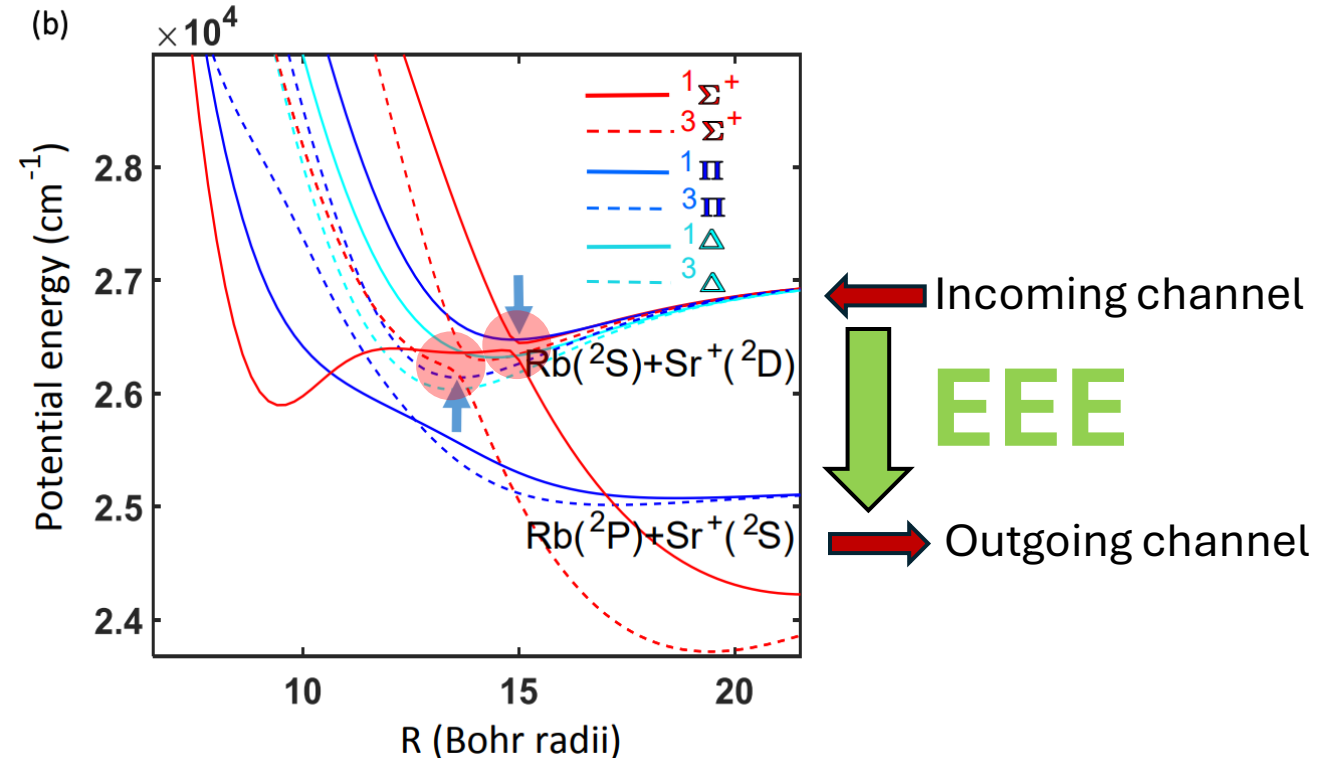 (b)
×10⁴
¹Σ⁺
³Σ⁺
¹Π
³Π
¹Δ
³Δ
2.8
2.7
2.6
2.5
2.4
Potential energy (cm⁻¹)
Rb(²S)+Sr⁺(²D)
Rb(²P)+Sr⁺(²S)
Incoming channel
EEE
Outgoing channel
10
15
20
R (Bohr radii)